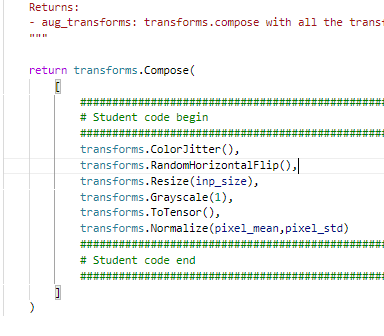 Returns:
- aug_transforms: transforms.compose with all the
"""
return transforms.Compose(
[
##################################################
# Student code begin
##################################################
transforms.ColorJitter(),
transforms.RandomHorizontalFlip(),
transforms.Resize(inp_size),
transforms.Grayscale(1),
transforms.ToTensor(),
transforms.Normalize(pixel_mean,pixel_std)
##################################################
# Student code end
##################################################
]
)